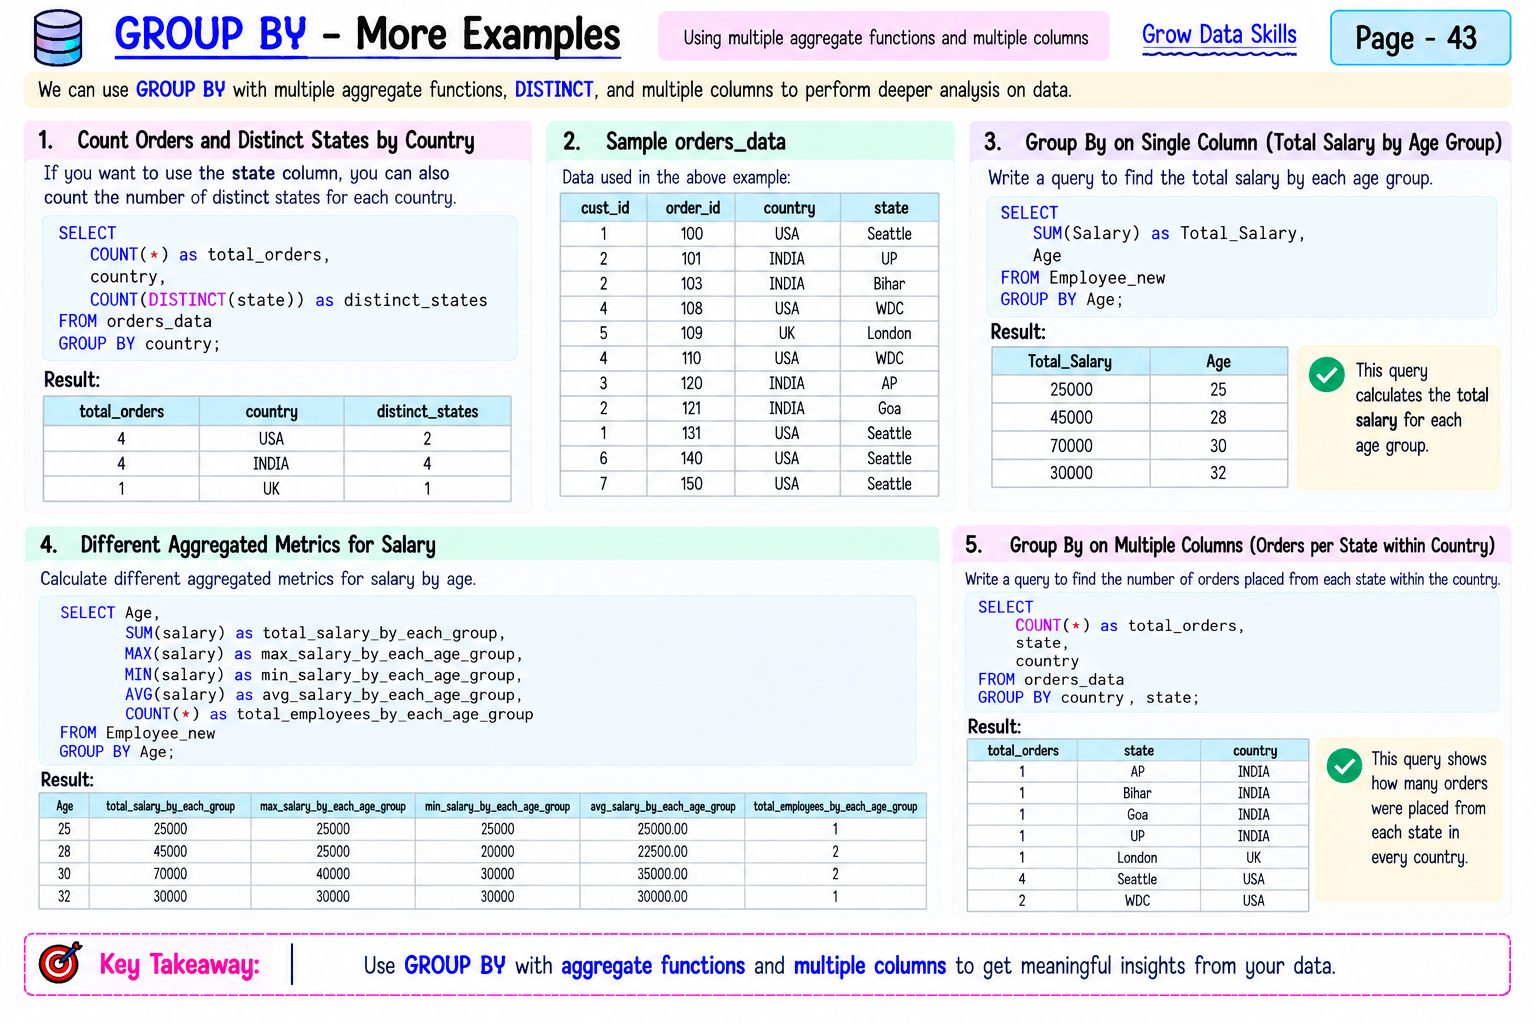 GROUP BY – More Examples
Using multiple aggregate functions and multiple columns
Grow Data Skills
Page - 43
We can use GROUP BY with multiple aggregate functions, DISTINCT, and multiple columns to perform deeper analysis on data.
1. Count Orders and Distinct States by Country
If you want to use the state column, you can also
count the number of distinct states for each country.
SELECT
COUNT(*) as total_orders,
country,
COUNT(DISTINCT(state)) as distinct_states
FROM orders_data
GROUP BY country;
Result:
total_orders country distinct_states
4 USA 2
4 INDIA 4
1 UK 1
2. Sample orders_data
Data used in the above example:
cust_id order_id country state
1 100 USA Seattle
2 101 INDIA UP
2 103 INDIA Bihar
4 108 USA WDC
5 109 UK London
4 110 USA WDC
3 120 INDIA AP
2 121 INDIA Goa
1 131 USA Seattle
6 140 USA Seattle
7 150 USA Seattle
3. Group By on Single Column (Total Salary by Age Group)
Write a query to find the total salary by each age group.
SELECT
SUM(Salary) as Total_Salary,
Age
FROM Employee_new
GROUP BY Age;
Result:
Total_Salary Age
25000 25
45000 28
70000 30
30000 32
This query
calculates the total
salary for each
age group.
4. Different Aggregated Metrics for Salary
Calculate different aggregated metrics for salary by age.
SELECT Age,
SUM(salary) as total_salary_by_each_group,
MAX(salary) as max_salary_by_each_age_group,
MIN(salary) as min_salary_by_each_age_group,
AVG(salary) as avg_salary_by_each_age_group,
COUNT(*) as total_employees_by_each_age_group
FROM Employee_new
GROUP BY Age;
Result:
Age total_salary_by_each_group max_salary_by_each_age_group min_salary_by_each_age_group avg_salary_by_each_age_group total_employees_by_each_age_group
25 25000 25000 25000 25000.00 1
28 45000 25000 20000 22500.00 2
30 70000 40000 30000 35000.00 2
32 30000 30000 30000 30000.00 1
5. Group By on Multiple Columns (Orders per State within Country)
Write a query to find the number of orders placed from each state within the country.
SELECT
COUNT(*) as total_orders,
state,
country
FROM orders_data
GROUP BY country , state;
Result:
total_orders state country
1 AP INDIA
1 Bihar INDIA
1 Goa INDIA
1 UP INDIA
1 London UK
4 Seattle USA
2 WDC USA
This query shows
how many orders
were placed from
each state in
every country.
Key Takeaway:
Use GROUP BY with aggregate functions and multiple columns to get meaningful insights from your data.